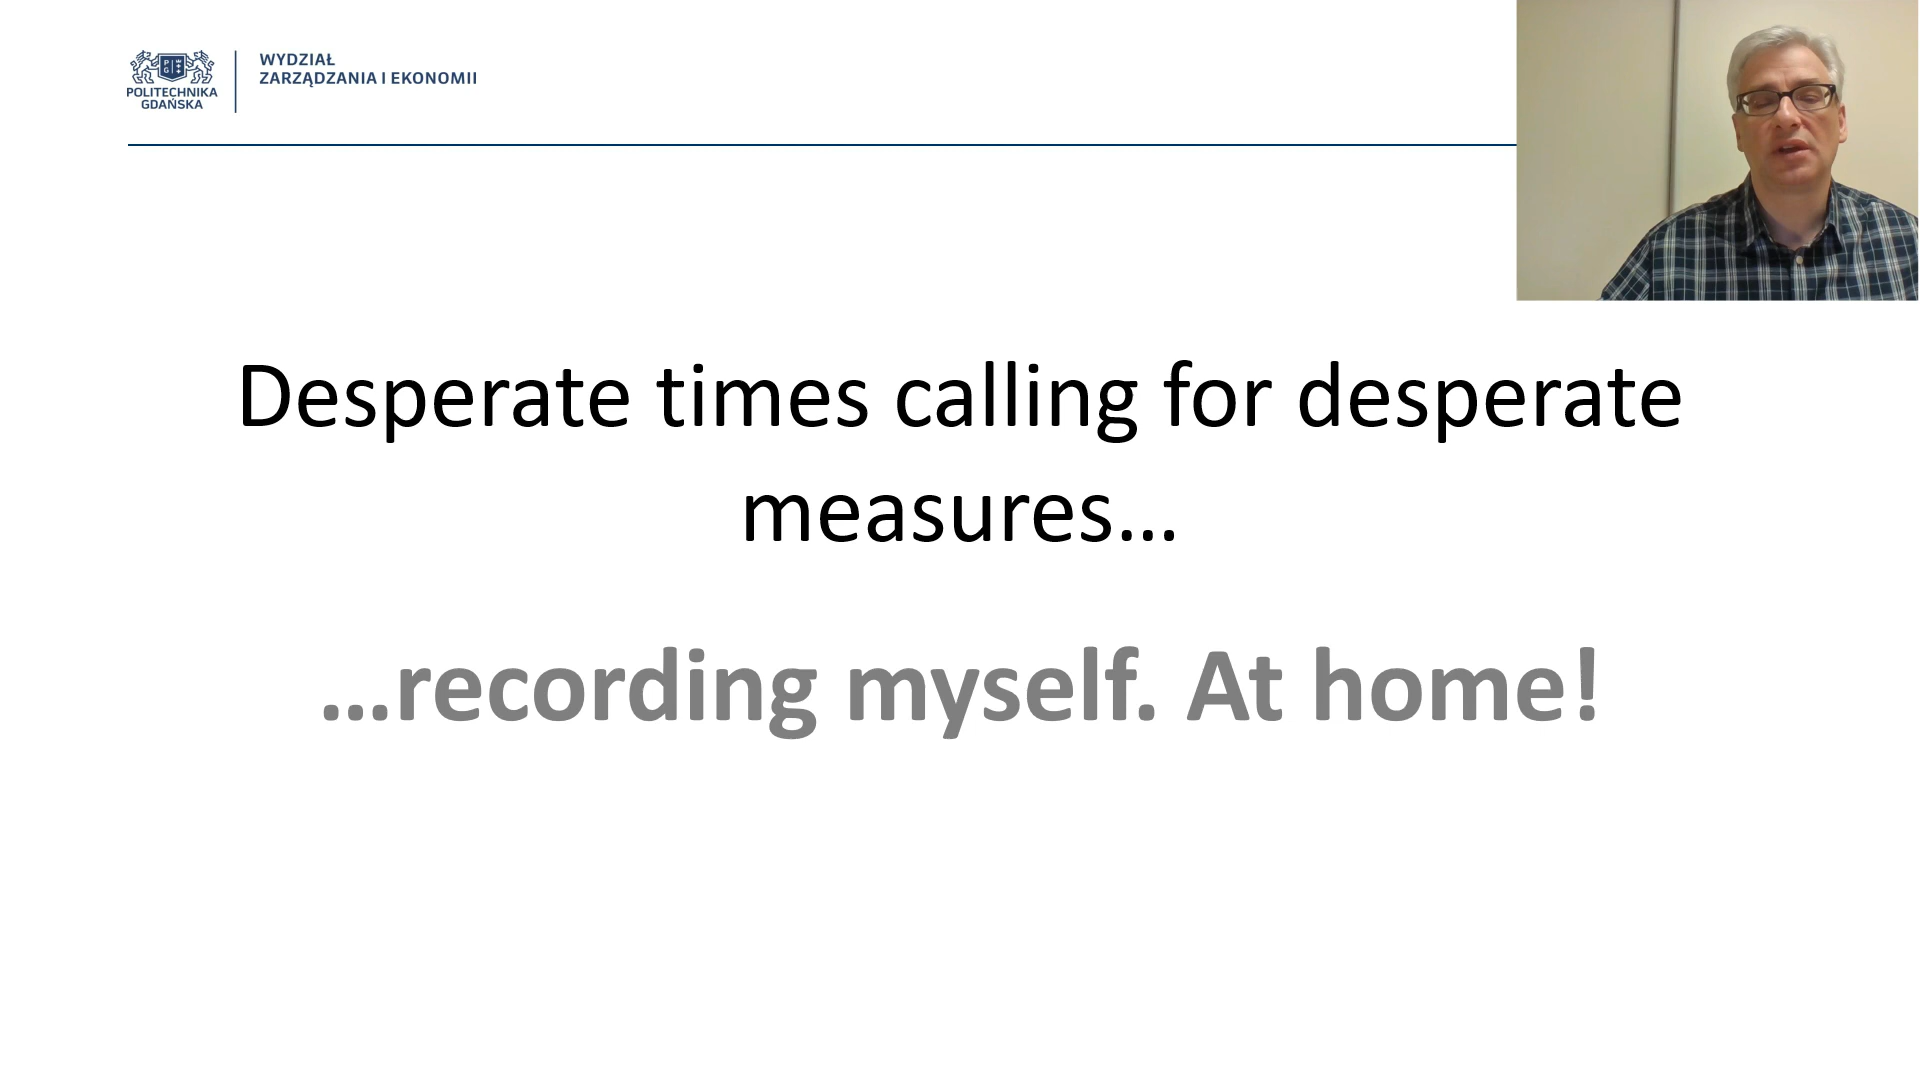 POLITECHNIKA
GDAŃSKA
WYDZIAŁ
ZARZĄDZANIA I EKONOMII
Desperate times calling for desperate
measures…
…recording myself. At home!